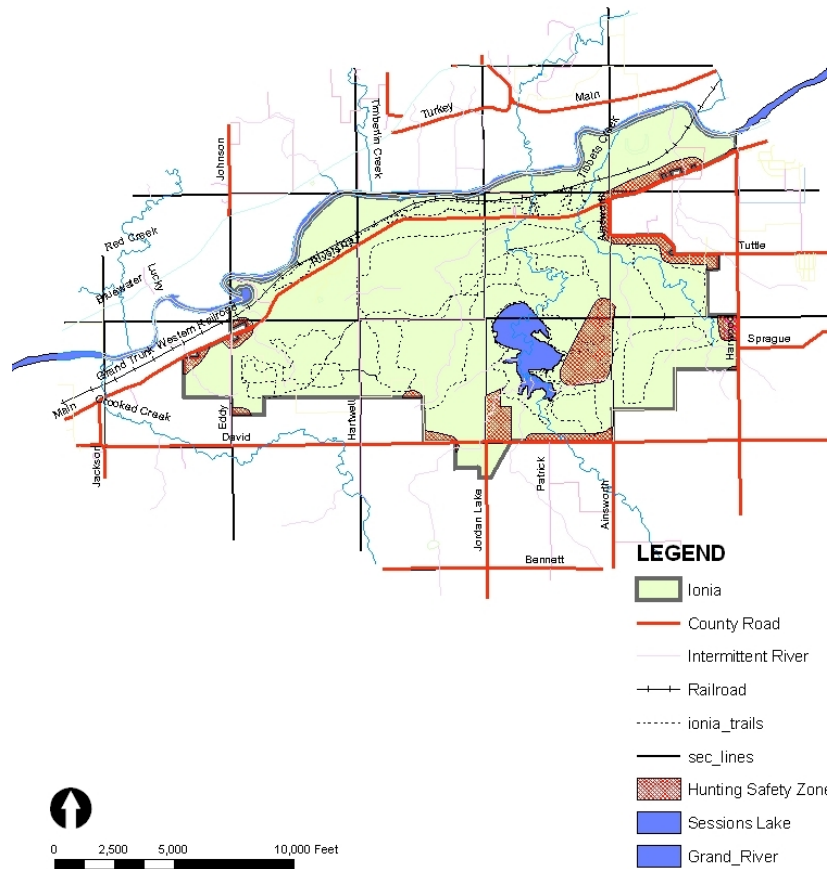 Main
Turkey
Timberlin Creek
Tibbets Creek
Johnson
Ainsworth
Red Creek
Tuttle
Riverside
Lucky
Bluewater
Grand Trunk Western Railroad
Harwood
Sprague
Main
Crooked Creek
Eddy
Hartwell
David
Jackson
Patrick
Jordan Lake
Ainsworth
Bennett
LEGEND
Ionia
County Road
Intermittent River
Railroad
ionia_trails
sec_lines
Hunting Safety Zone
Sessions Lake
Grand_River
0 2,500 5,000 10,000 Feet